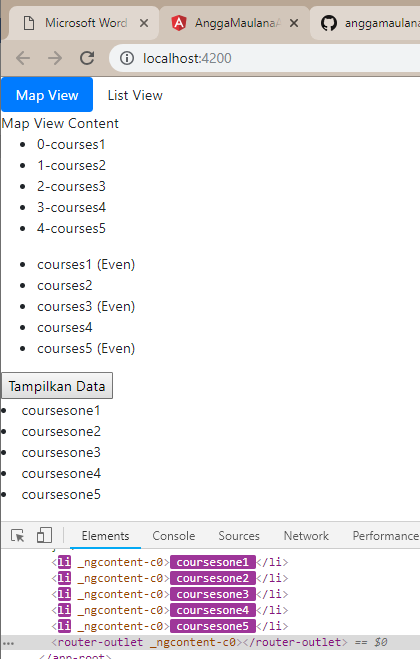 Microsoft Word
AnggaMaulana
anggamaulana
localhost:4200
Map View List View
Map View Content
0-courses1
1-courses2
2-courses3
3-courses4
4-courses5
courses1 (Even)
courses2
courses3 (Even)
courses4
courses5 (Even)
Tampilkan Data
coursesone1
coursesone2
coursesone3
coursesone4
coursesone5
Elements Console Sources Network Performance
<li _ngcontent-c0> coursesone1 </li>
<li _ngcontent-c0> coursesone2 </li>
<li _ngcontent-c0> coursesone3 </li>
<li _ngcontent-c0> coursesone4 </li>
<li _ngcontent-c0> coursesone5 </li>
<router-outlet _ngcontent-c0></router-outlet> == $0
</app-root>